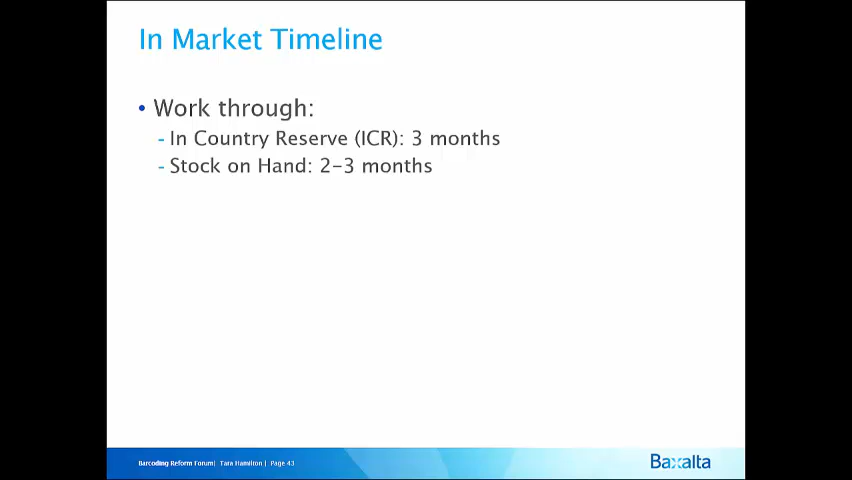 In Market Timeline
• Work through:
- In Country Reserve (ICR): 3 months
- Stock on Hand: 2-3 months
Barcoding Reform Forum| Tara Hamilton | Page 43
Baxalta